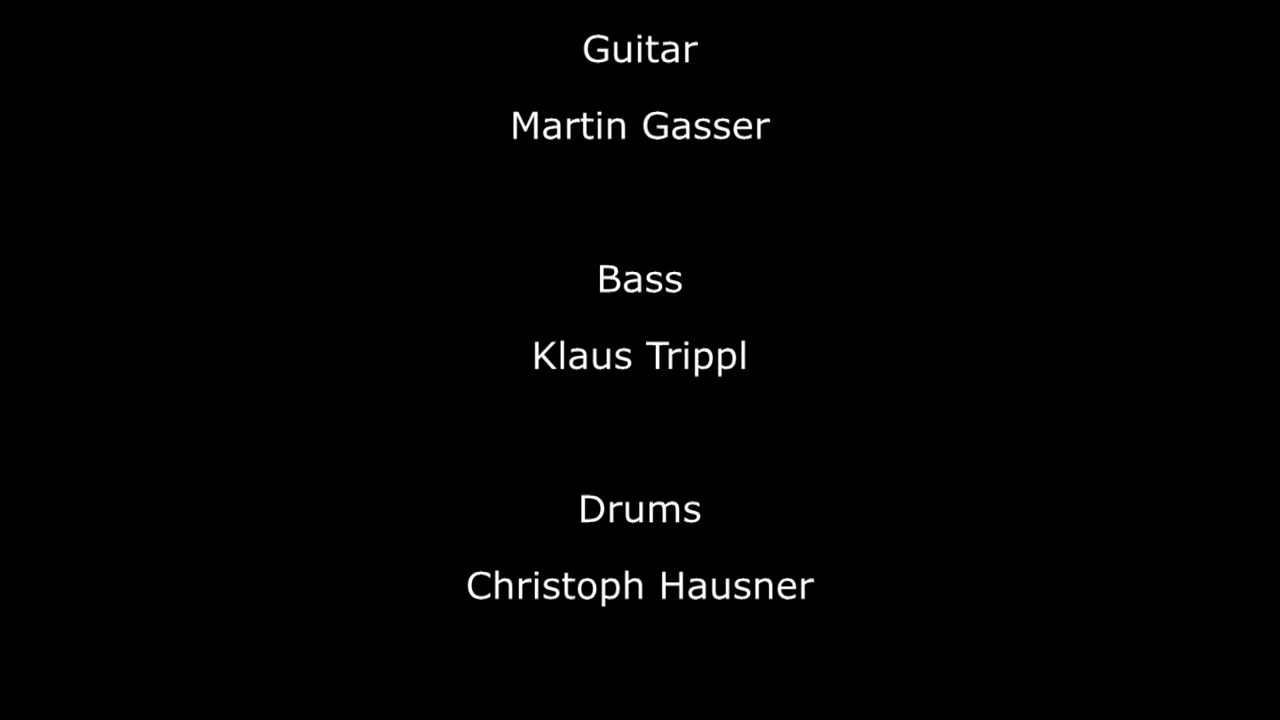 Guitar
Martin Gasser
Bass
Klaus Trippl
Drums
Christoph Hausner